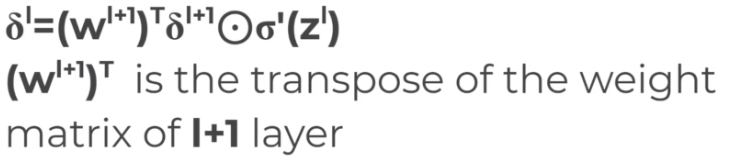 δˡ=(wˡ⁺¹)ᵀδˡ⁺¹⊙σ'(zˡ)
(wˡ⁺¹)ᵀ is the transpose of the weight
matrix of l+1 layer